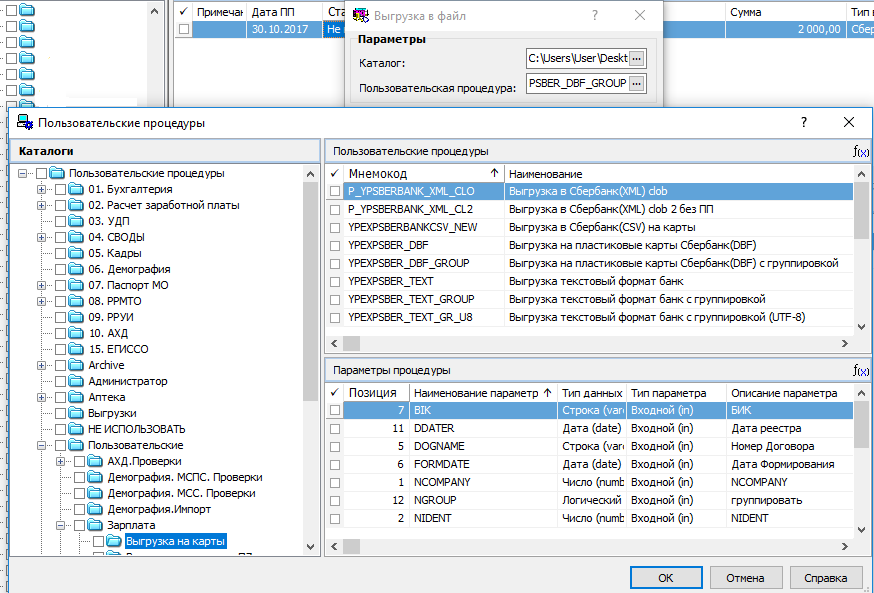 Примечан Дата ПП Ста Сумма Тип
30.10.2017 Не 2 000,00 Сбер
Выгрузка в файл ?
Параметры
Каталог: C:\Users\User\Deskt ...
Пользовательская процедура: PSBER_DBF_GROUP ...
Пользовательские процедуры ?
Каталоги
Пользовательские процедуры
01. Бухгалтерия
02. Расчет заработной платы
03. УДП
04. СВОДЫ
05. Кадры
06. Демография
07. Паспорт МО
08. РРМТО
09. РРУИ
10. АХД
15. ЕГИССО
Archive
Администратор
Аптека
Выгрузки
НЕ ИСПОЛЬЗОВАТЬ
Пользовательские
АХД.Проверки
Демография. МСПС. Проверки
Демография. МСС. Проверки
Демография.Импорт
Зарплата
Выгрузка на карты
Пользовательские процедуры f(x)
Мнемокод Наименование
P_YPSBERBANK_XML_CLO Выгрузка в Сбербанк(XML) clob
P_YPSBERBANK_XML_CL2 Выгрузка в Сбербанк(XML) clob 2 без ПП
YPEXPSBERBANKCSV_NEW Выгрузка в Сбербанк(CSV) на карты
YPEXPSBER_DBF Выгрузка на пластиковые карты Сбербанк(DBF)
YPEXPSBER_DBF_GROUP Выгрузка на пластиковые карты Сбербанк(DBF) с группировкой
YPEXPSBER_TEXT Выгрузка текстовый формат банк
YPEXPSBER_TEXT_GROUP Выгрузка текстовый формат банк с группировкой
YPEXPSBER_TEXT_GR_U8 Выгрузка текстовый формат банк с группировкой (UTF-8)
Параметры процедуры f(x)
Позиция Наименование параметр Тип данных Тип параметра Описание параметра
7 BIK Строка (varc Входной (in) БИК
11 DDATER Дата (date) Входной (in) Дата реестра
5 DOGNAME Строка (varc Входной (in) Номер Договора
6 FORMDATE Дата (date) Входной (in) Дата Формирования
1 NCOMPANY Число (numb Входной (in) NCOMPANY
12 NGROUP Логический Входной (in) группировать
2 NIDENT Число (numb Входной (in) NIDENT
OK Отмена Справка